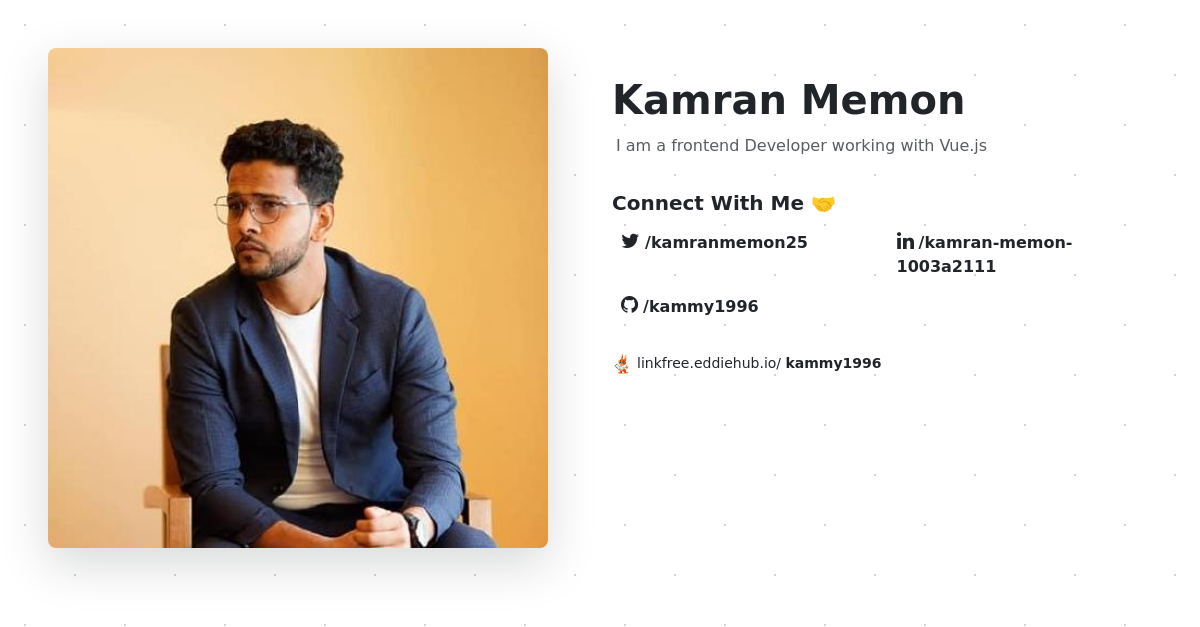 Kamran Memon
I am a frontend Developer working with Vue.js
Connect With Me 🤝
/kamranmemon25
/kamran-memon-
1003a2111
/kammy1996
linkfree.eddiehub.io/ kammy1996